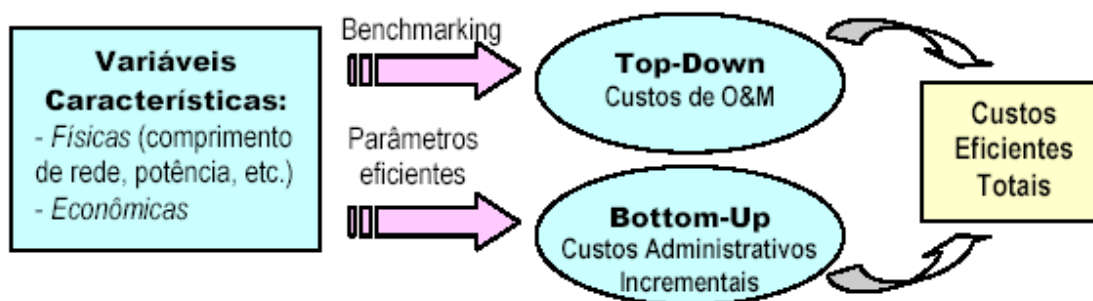 Variáveis
Características:
- Físicas (comprimento
de rede, potência, etc.)
- Econômicas
Benchmarking
Parâmetros
eficientes
Top-Down
Custos de O&M
Bottom-Up
Custos Administrativos
Incrementais
Custos
Eficientes
Totais